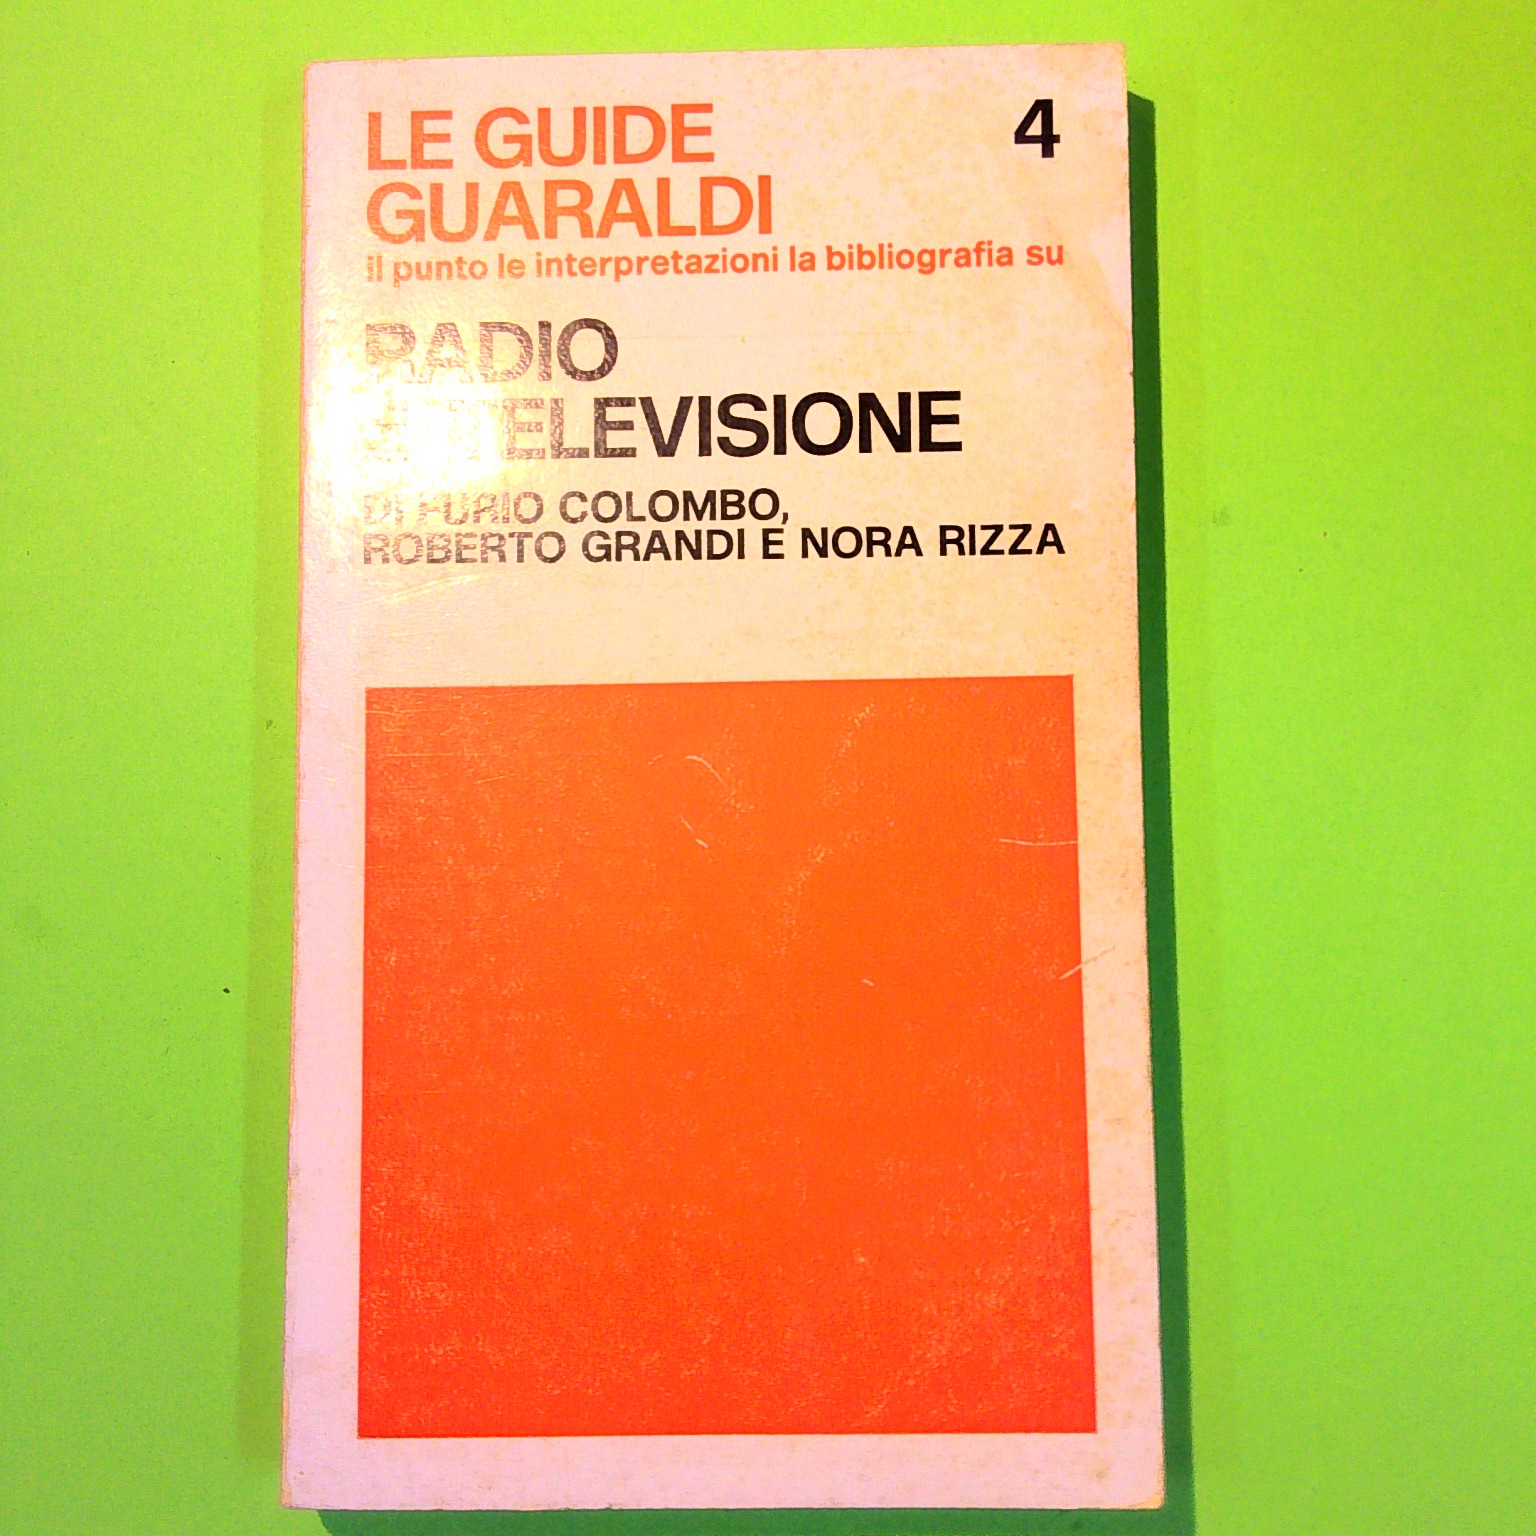 LE GUIDE
4
GUARALDI
il punto le interpretazioni la bibliografia su
RADIO
E TELEVISIONE
DI FURIO COLOMBO,
ROBERTO GRANDI E NORA RIZZA